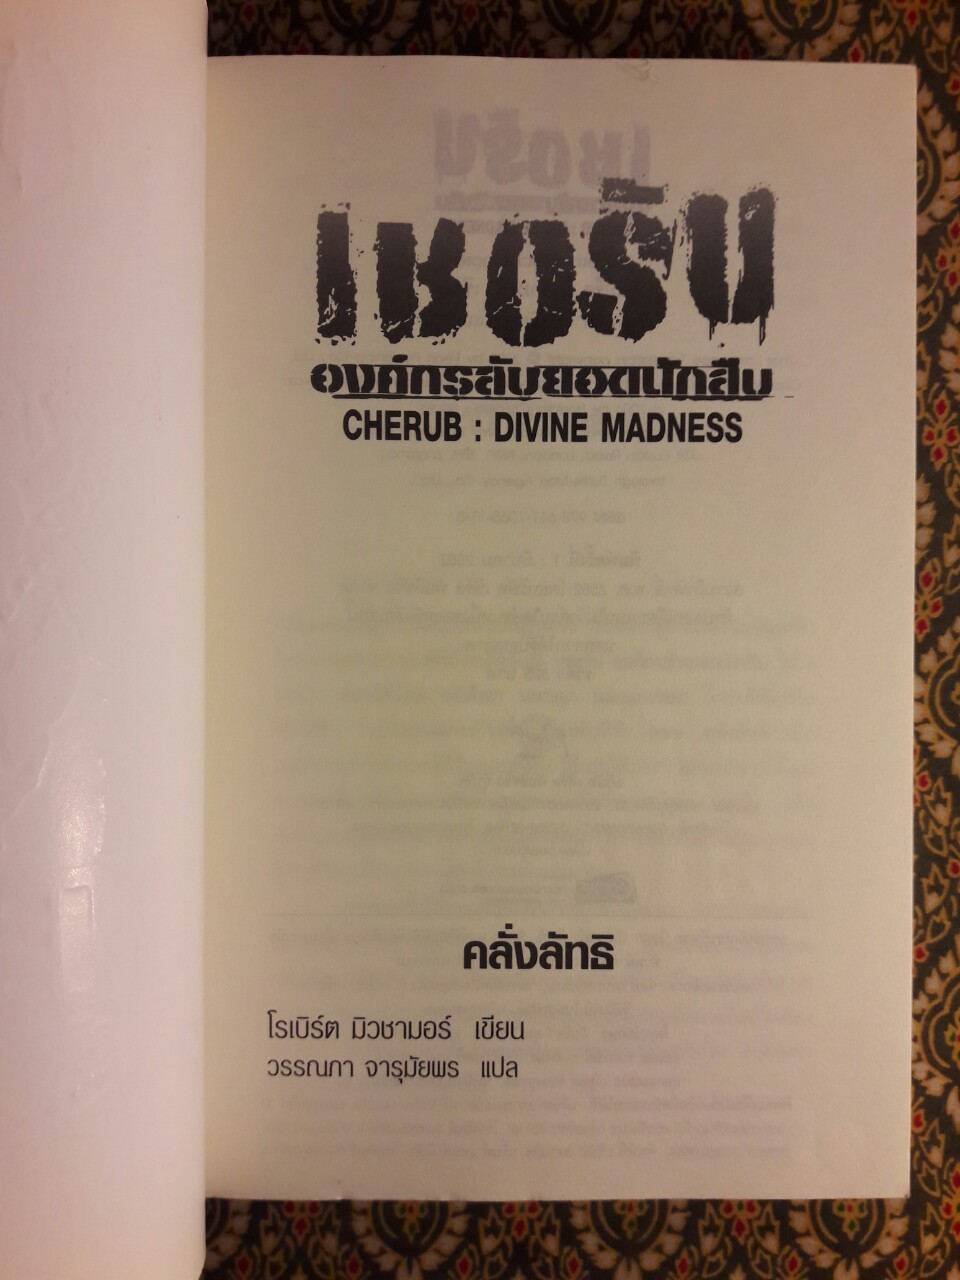 เชอรับ
องค์กรลับยอดนักสืบ
CHERUB : DIVINE MADNESS
คลั่งลัทธิ
โรเบิร์ต มิวชามอร์ เขียน
วรรณภา จารุมัยพร แปล